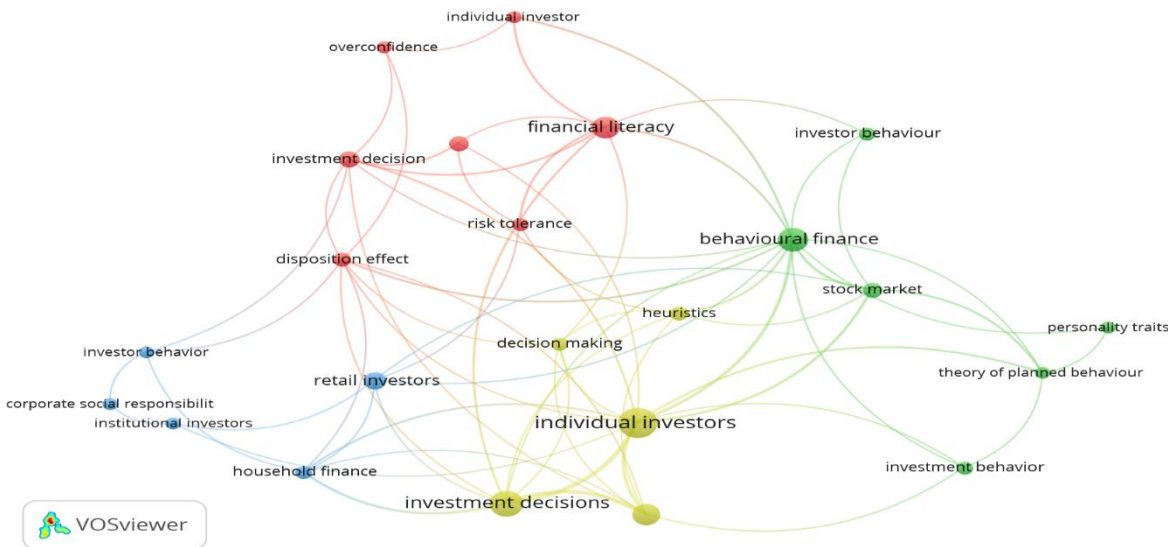 individual investor
overconfidence
financial literacy
investor behaviour
investment decision
risk tolerance
behavioural finance
disposition effect
stock market
heuristics
personality traits
decision making
investor behavior
theory of planned behaviour
retail investors
corporate social responsibilit
institutional investors
individual investors
household finance
investment behavior
investment decisions
VOSviewer